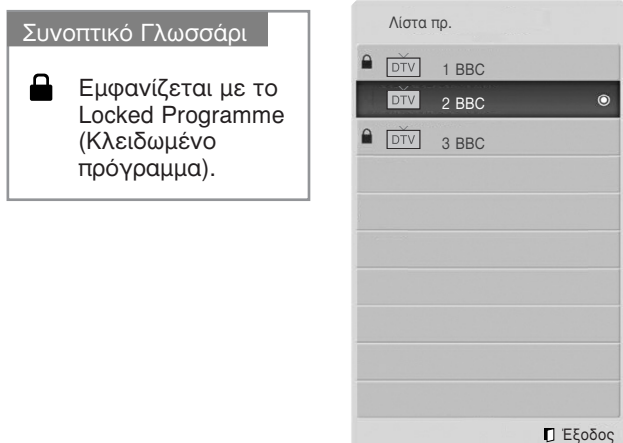 Συνοπτικό Γλωσσάρι
Εμφανίζεται με το
Locked Programme
(Κλειδωμένο
πρόγραμμα).
Λίστα πρ.
DTV 1 BBC
DTV 2 BBC
DTV 3 BBC
Έξοδος